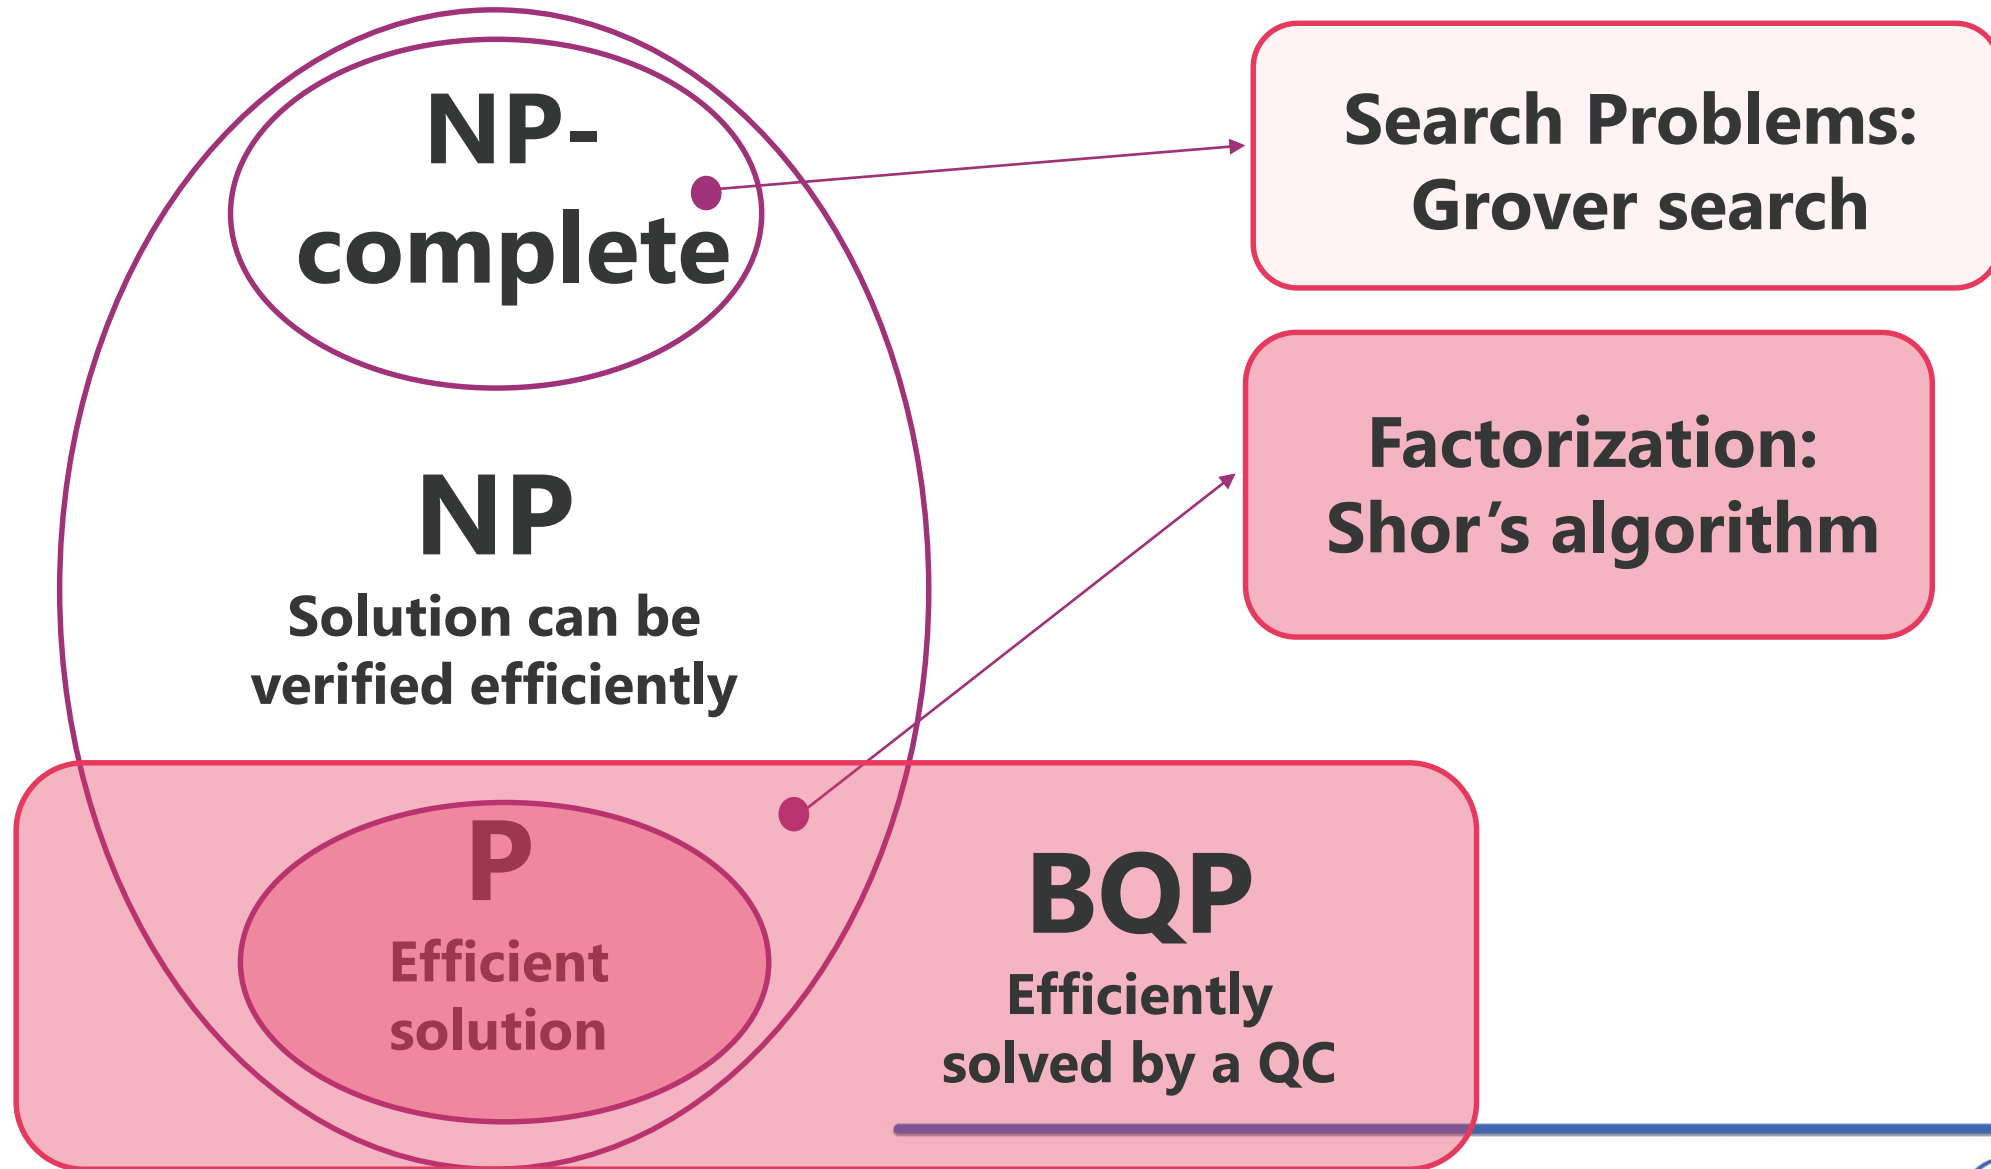 NP-
complete
NP
Solution can be
verified efficiently
P
Efficient
solution
BQP
Efficiently
solved by a QC
Search Problems:
Grover search
Factorization:
Shor’s algorithm